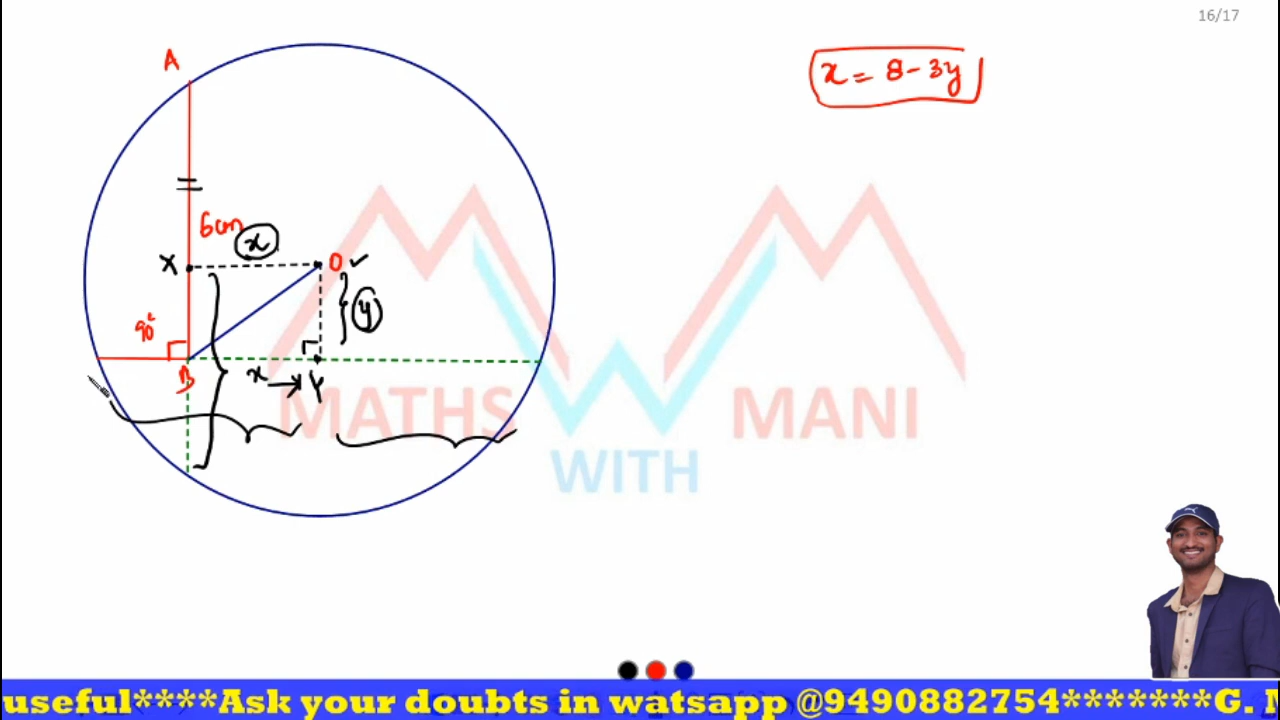 16/17
A
x = 8 - 3y
6cm
x
X
O ✓
y
90°
B
x → Y
MATHS
WITH
MANI
useful****Ask your doubts in watsapp @9490882754*******G. M